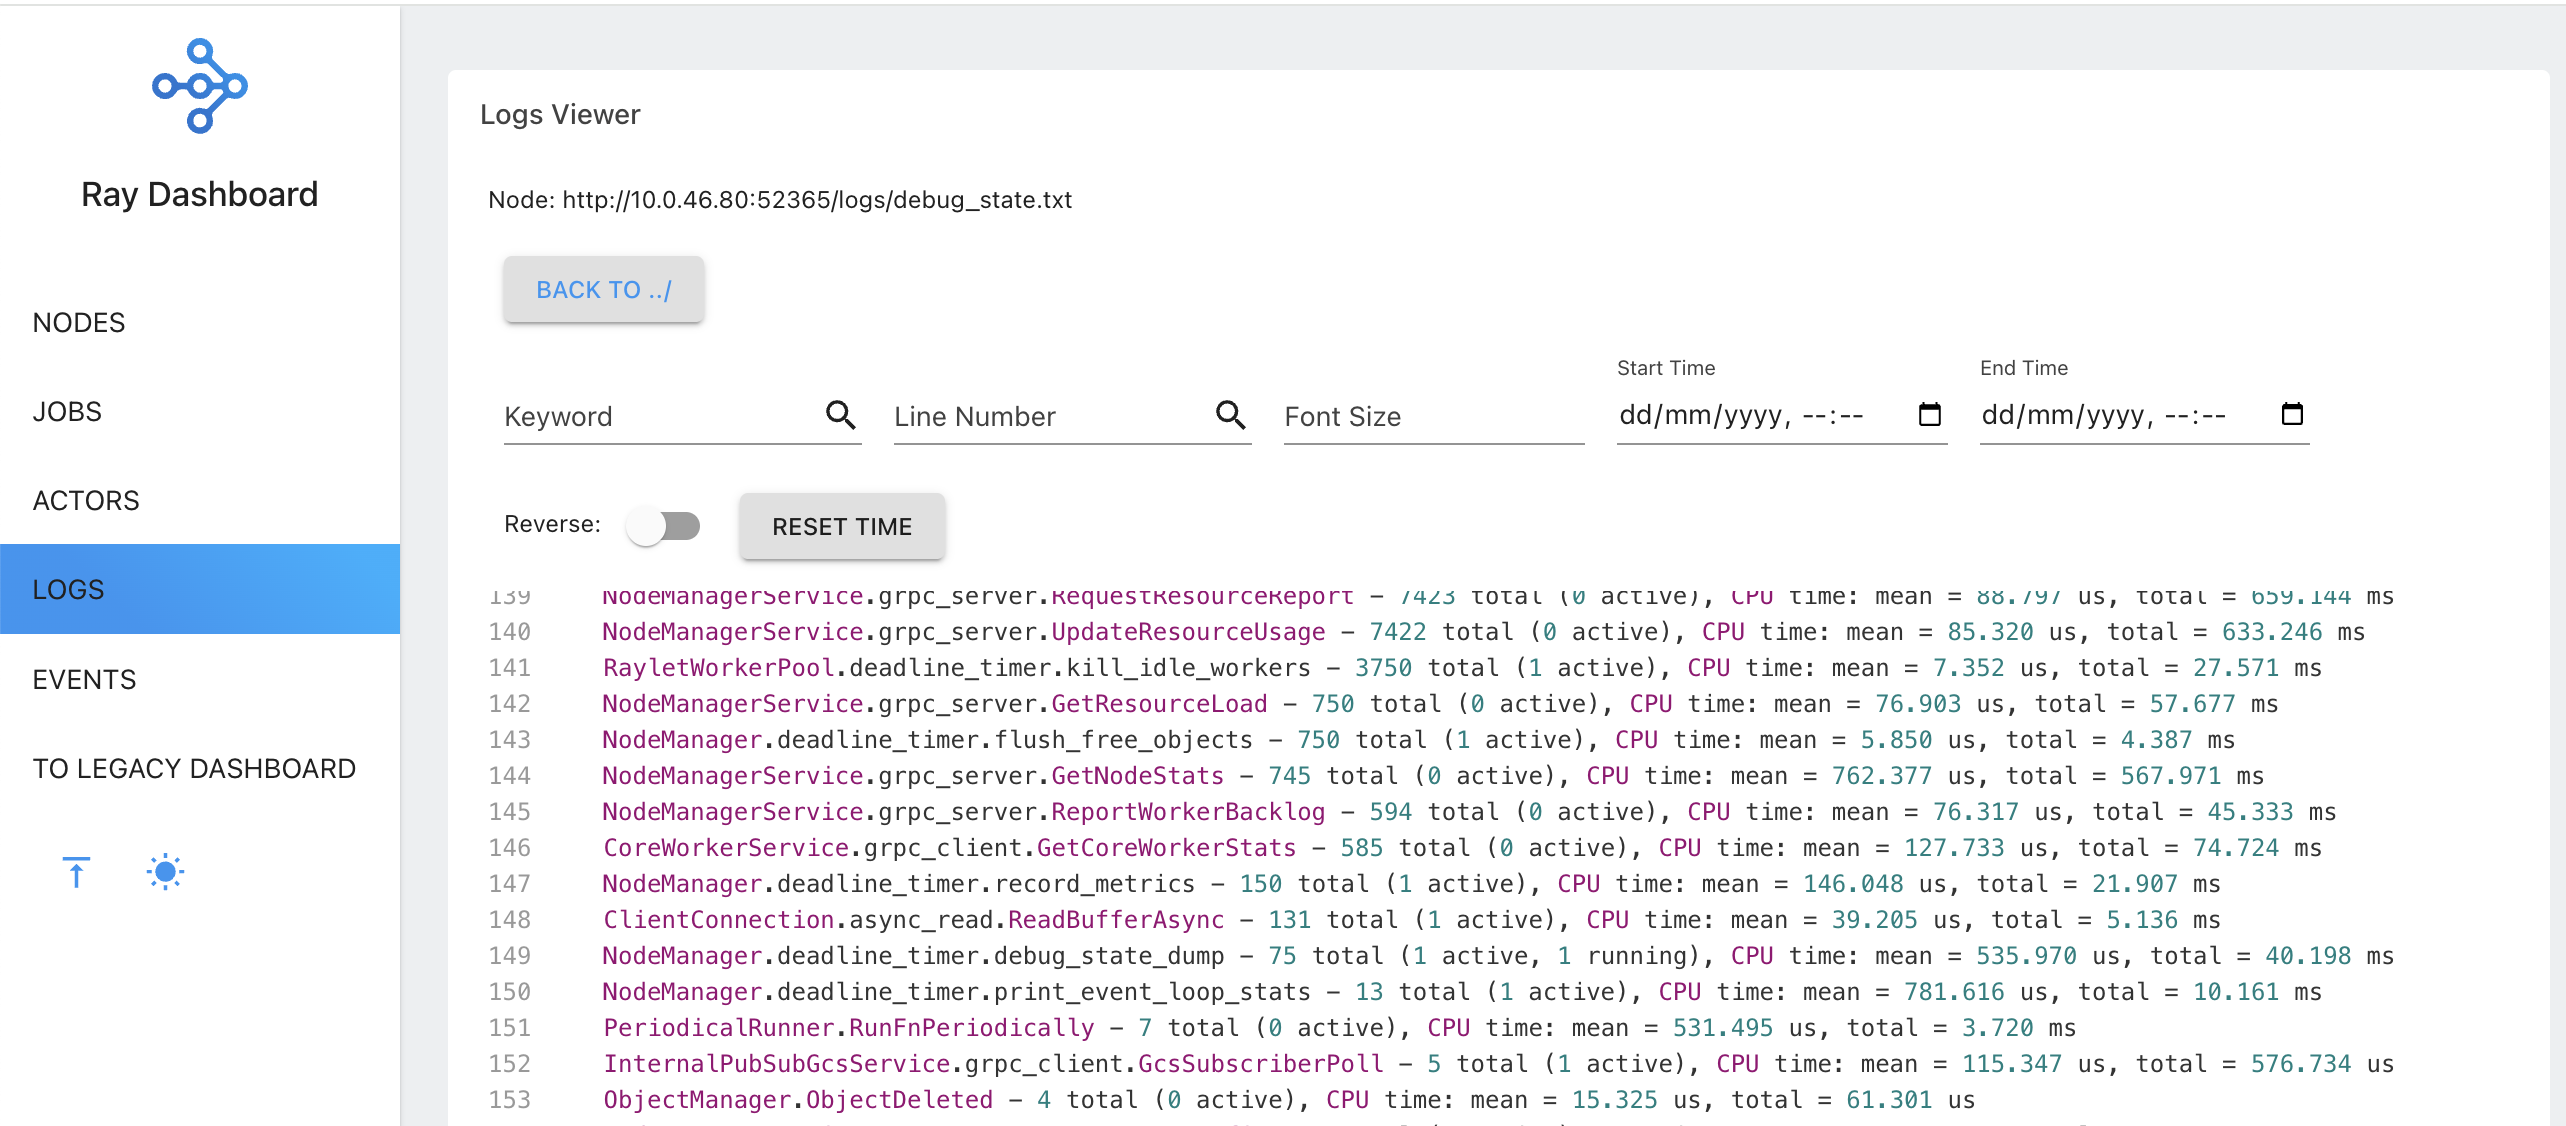 Ray Dashboard
NODES
JOBS
ACTORS
LOGS
EVENTS
TO LEGACY DASHBOARD
Logs Viewer
Node: http://10.0.46.80:52365/logs/debug_state.txt
BACK TO ../
Keyword
Line Number
Font Size
Start Time
dd/mm/yyyy, --:--
End Time
dd/mm/yyyy, --:--
Reverse:
RESET TIME
139 NodeManagerService.grpc_server.RequestResourceReport - 7423 total (0 active), CPU time: mean = 88.797 us, total = 659.144 ms
140 NodeManagerService.grpc_server.UpdateResourceUsage - 7422 total (0 active), CPU time: mean = 85.320 us, total = 633.246 ms
141 RayletWorkerPool.deadline_timer.kill_idle_workers - 3750 total (1 active), CPU time: mean = 7.352 us, total = 27.571 ms
142 NodeManagerService.grpc_server.GetResourceLoad - 750 total (0 active), CPU time: mean = 76.903 us, total = 57.677 ms
143 NodeManager.deadline_timer.flush_free_objects - 750 total (1 active), CPU time: mean = 5.850 us, total = 4.387 ms
144 NodeManagerService.grpc_server.GetNodeStats - 745 total (0 active), CPU time: mean = 762.377 us, total = 567.971 ms
145 NodeManagerService.grpc_server.ReportWorkerBacklog - 594 total (0 active), CPU time: mean = 76.317 us, total = 45.333 ms
146 CoreWorkerService.grpc_client.GetCoreWorkerStats - 585 total (0 active), CPU time: mean = 127.733 us, total = 74.724 ms
147 NodeManager.deadline_timer.record_metrics - 150 total (1 active), CPU time: mean = 146.048 us, total = 21.907 ms
148 ClientConnection.async_read.ReadBufferAsync - 131 total (1 active), CPU time: mean = 39.205 us, total = 5.136 ms
149 NodeManager.deadline_timer.debug_state_dump - 75 total (1 active, 1 running), CPU time: mean = 535.970 us, total = 40.198 ms
150 NodeManager.deadline_timer.print_event_loop_stats - 13 total (1 active), CPU time: mean = 781.616 us, total = 10.161 ms
151 PeriodicalRunner.RunFnPeriodically - 7 total (0 active), CPU time: mean = 531.495 us, total = 3.720 ms
152 InternalPubSubGcsService.grpc_client.GcsSubscriberPoll - 5 total (1 active), CPU time: mean = 115.347 us, total = 576.734 us
153 ObjectManager.ObjectDeleted - 4 total (0 active), CPU time: mean = 15.325 us, total = 61.301 us